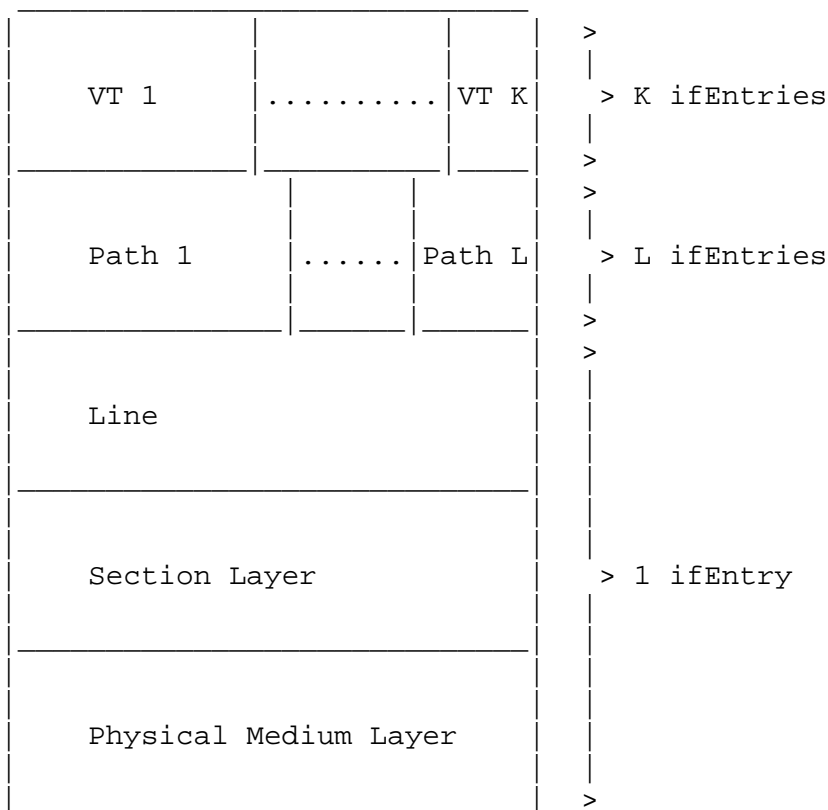 VT 1 ..........VT K > K ifEntries
Path 1 ......Path L > L ifEntries
Line
Section Layer > 1 ifEntry
Physical Medium Layer